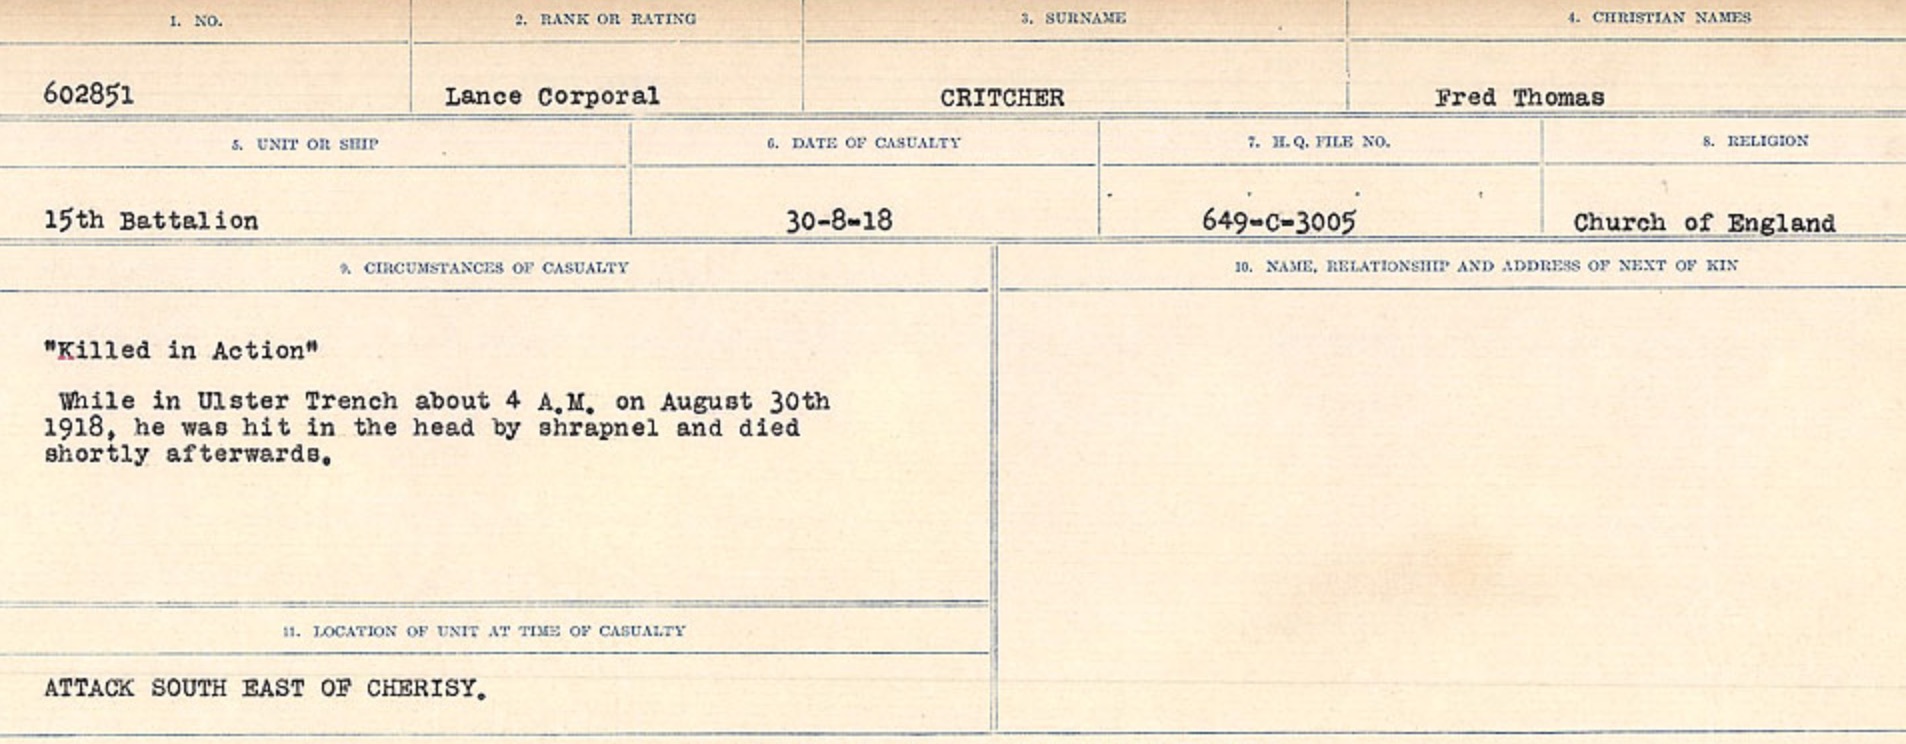 1. NO. 2. RANK OR RATING 3. SURNAME 4. CHRISTIAN NAMES
602851 Lance Corporal CRITCHER Fred Thomas
5. UNIT OR SHIP 6. DATE OF CASUALTY 7. H.Q. FILE NO. 8. RELIGION
15th Battalion 30-8-18 649-C-3005 Church of England
9. CIRCUMSTANCES OF CASUALTY 10. NAME, RELATIONSHIP AND ADDRESS OF NEXT OF KIN
"Killed in Action"
While in Ulster Trench about 4 A.M. on August 30th
1918, he was hit in the head by shrapnel and died
shortly afterwards.
11. LOCATION OF UNIT AT TIME OF CASUALTY
ATTACK SOUTH EAST OF CHERISY.